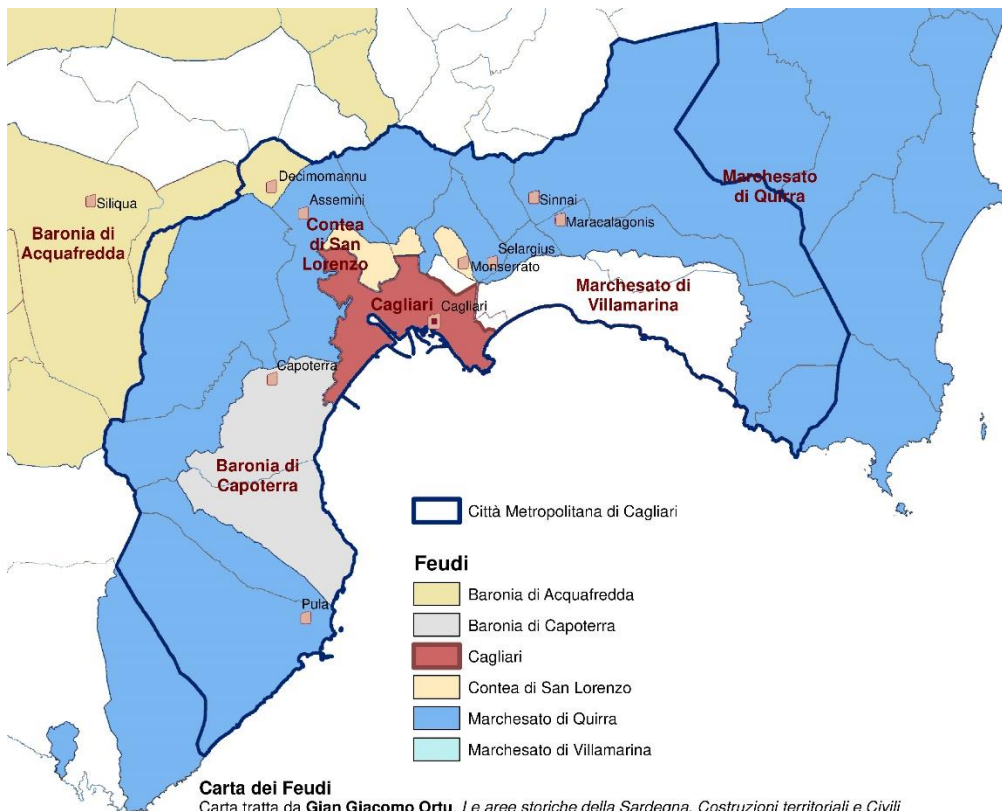 Decimomannu
Siliqua
Assemini
Sinnai
Marchesato
di Quirra
Maracalagonis
Baronia di
Acquafredda
Contea
di San
Lorenzo
Selargius
Monserrato
Marchesato di
Villamarina
Cagliari
Cagliari
Capoterra
Baronia di
Capoterra
Pula
Città Metropolitana di Cagliari
Feudi
Baronia di Acquafredda
Baronia di Capoterra
Cagliari
Contea di San Lorenzo
Marchesato di Quirra
Marchesato di Villamarina
Carta dei Feudi
Carta tratta da Gian Giacomo Ortu, Le aree storiche della Sardegna. Costruzioni territoriali e Civili